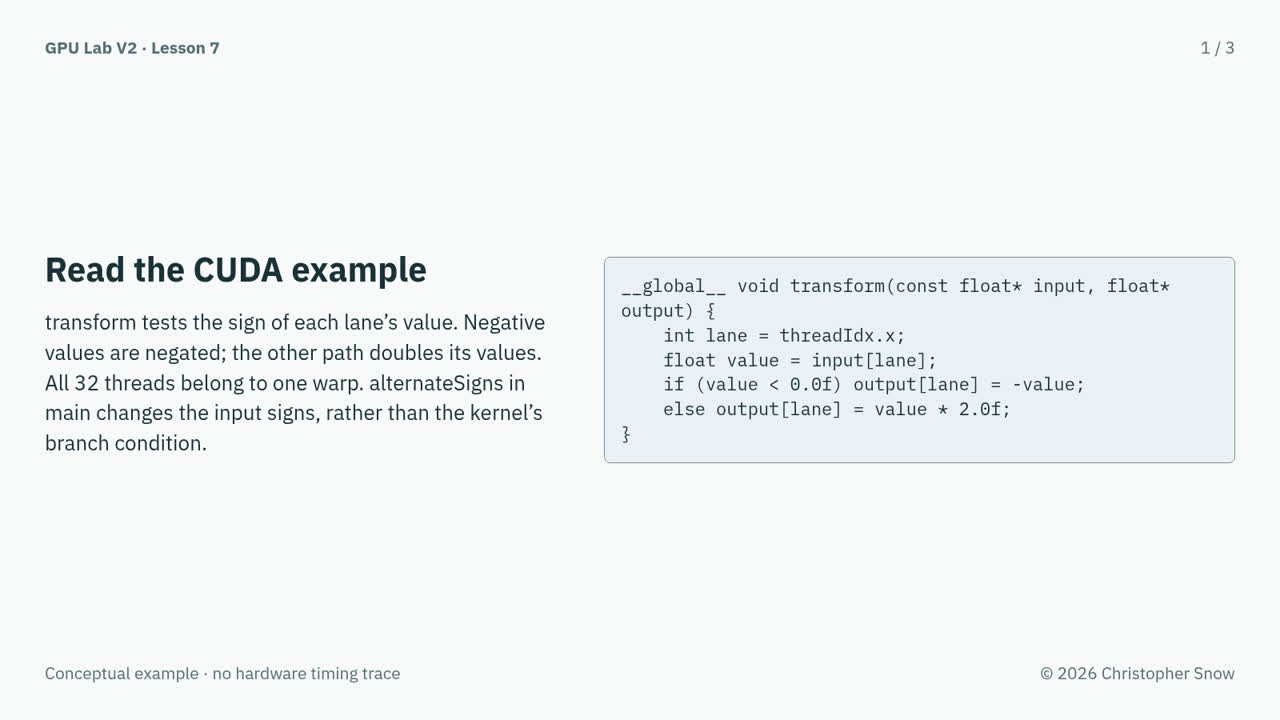 GPU Lab V2 · Lesson 7
1 / 3
Read the CUDA example
transform tests the sign of each lane’s value. Negative
values are negated; the other path doubles its values.
All 32 threads belong to one warp. alternateSigns in
main changes the input signs, rather than the kernel’s
branch condition.
__global__ void transform(const float* input, float*
output) {
    int lane = threadIdx.x;
    float value = input[lane];
    if (value < 0.0f) output[lane] = -value;
    else output[lane] = value * 2.0f;
}
Conceptual example · no hardware timing trace
© 2026 Christopher Snow